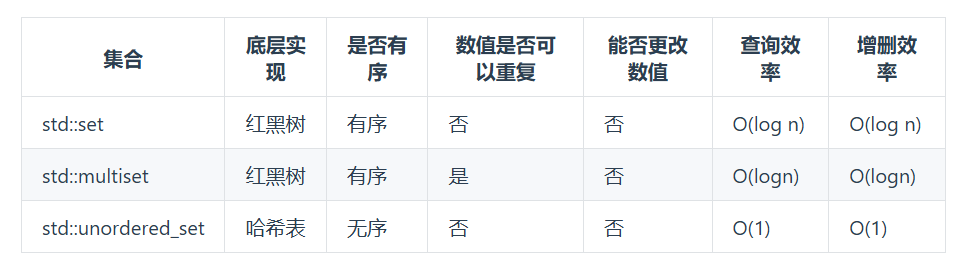 集合 底层实现 是否有序 数值是否可以重复 能否更改数值 查询效率 增删效率
std::set 红黑树 有序 否 否 O(log n) O(log n)
std::multiset 红黑树 有序 是 否 O(logn) O(logn)
std::unordered_set 哈希表 无序 否 否 O(1) O(1)